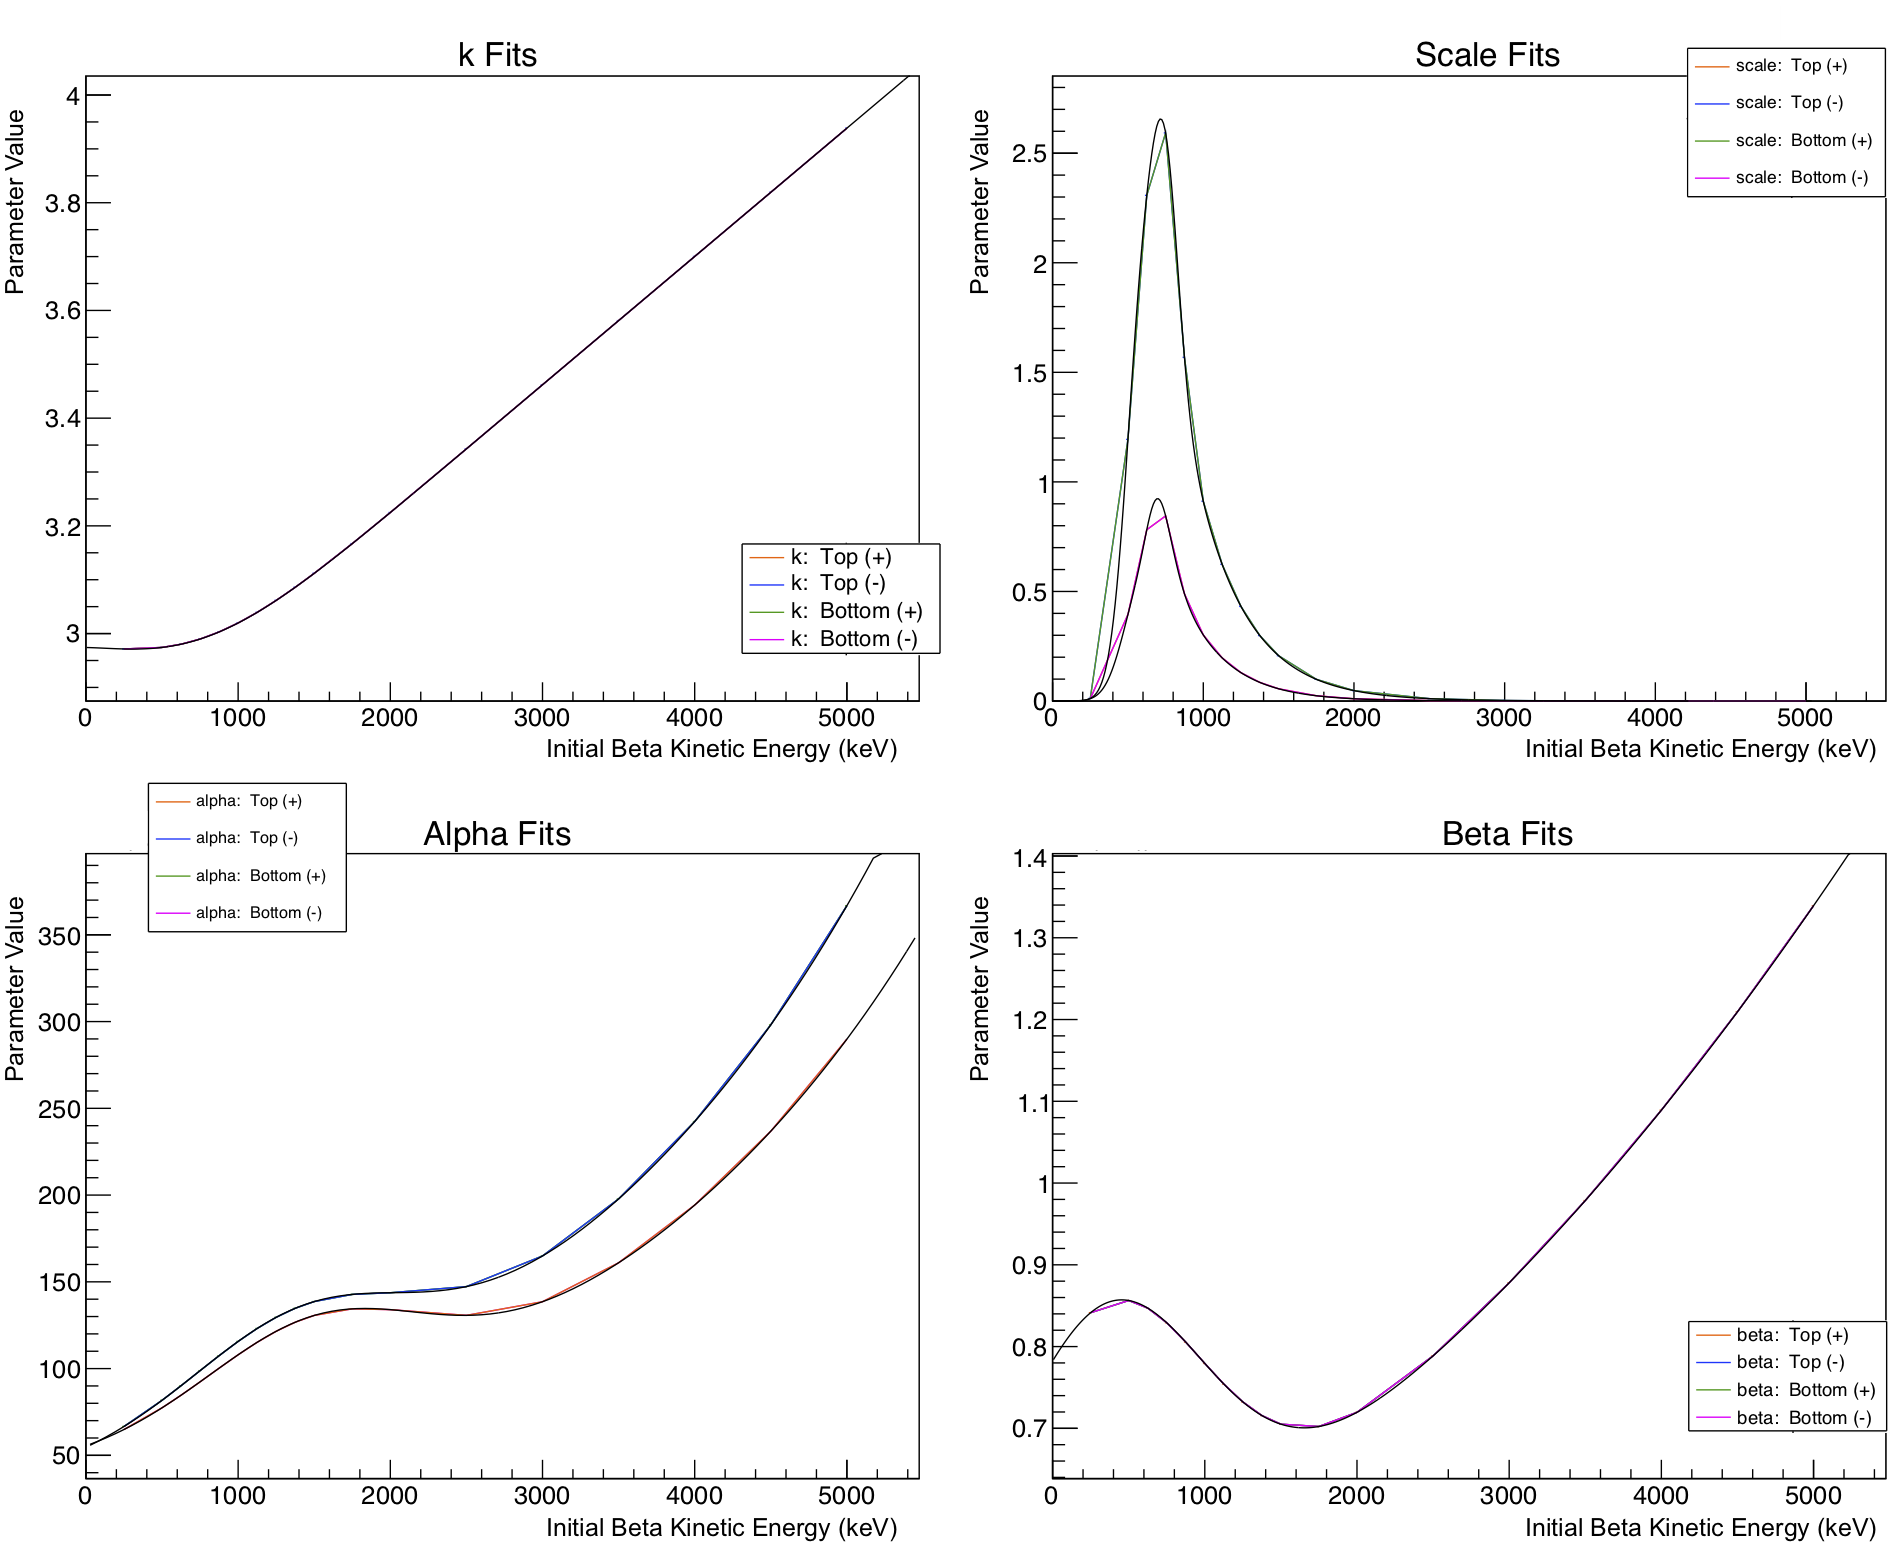 k Fits
Parameter Value
4
3.8
3.6
3.4
3.2
3
k: Top (+)
k: Top (-)
k: Bottom (+)
k: Bottom (-)
0 1000 2000 3000 4000 5000
Initial Beta Kinetic Energy (keV)
Scale Fits
scale: Top (+)
scale: Top (-)
scale: Bottom (+)
scale: Bottom (-)
Parameter Value
2.5
2
1.5
1
0.5
0
0 1000 2000 3000 4000 5000
Initial Beta Kinetic Energy (keV)
alpha: Top (+)
alpha: Top (-)
alpha: Bottom (+)
alpha: Bottom (-)
Alpha Fits
Parameter Value
350
300
250
200
150
100
50
0 1000 2000 3000 4000 5000
Initial Beta Kinetic Energy (keV)
Beta Fits
Parameter Value
1.4
1.3
1.2
1.1
1
0.9
0.8
0.7
beta: Top (+)
beta: Top (-)
beta: Bottom (+)
beta: Bottom (-)
0 1000 2000 3000 4000 5000
Initial Beta Kinetic Energy (keV)